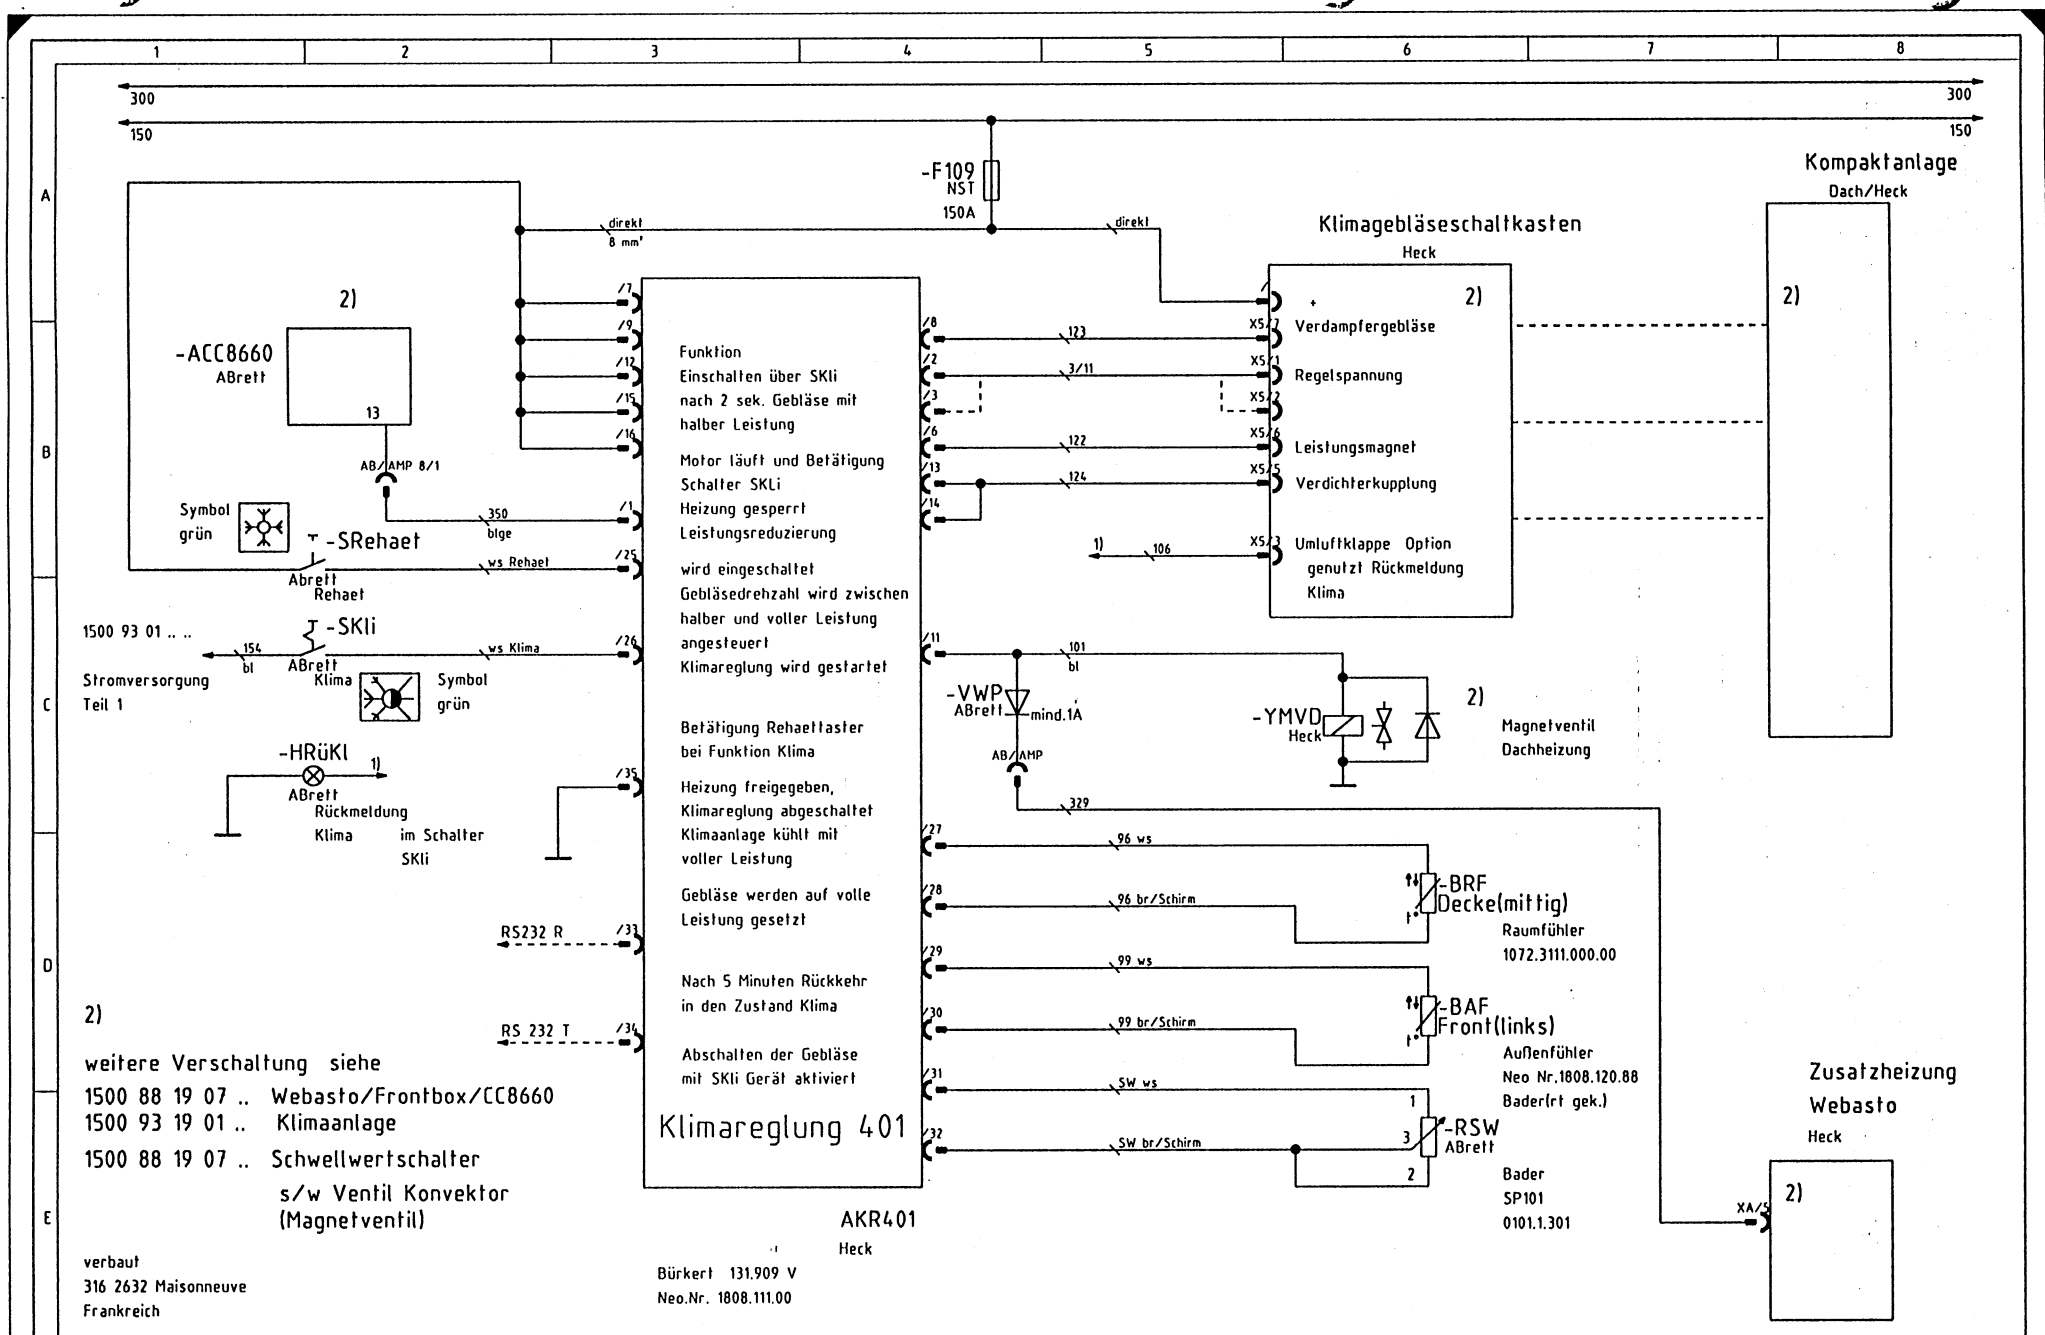 1 2 3 4 5 6 7 8
300 300
150 150
A
B
C
D
E
-F109
NST
150A
direkt
8 mm'
direkt
Kompaktanlage
Dach/Heck
2)
Klimagebläseschaltkasten
Heck
2)
/
+
X5/7 Verdampfergebläse
X5/1 Regelspannung
X5/2
X5/6 Leistungsmagnet
X5/5 Verdichterkupplung
X5/3 Umluftklappe Option
genutzt Rückmeldung
Klima
2)
-ACC8660
ABrett
13
AB/AMP 8/1
350
blge
Symbol
grün
-SRehaet
Abrett
Rehaet
ws Rehaet
1500 93 01 .. ..
Stromversorgung
Teil 1
154
bl
-SKli
ABrett
Klima
ws Klima
Symbol
grün
-HRüKl
1)
ABrett
Rückmeldung
Klima im Schalter
SKli
/7
/9
/12
/15
/16
/1
/25
/26
/35
/33
/34
RS232 R
RS 232 T
Funktion
Einschalten über SKli
nach 2 sek. Gebläse mit
halber Leistung
Motor läuft und Betätigung
Schalter SKLi
Heizung gesperrt
Leistungsreduzierung
wird eingeschaltet
Gebläsedrehzahl wird zwischen
halber und voller Leistung
angesteuert
Klimareglung wird gestartet
Betätigung Rehaettaster
bei Funktion Klima
Heizung freigegeben,
Klimareglung abgeschaltet
Klimaanlage kühlt mit
voller Leistung
Gebläse werden auf volle
Leistung gesetzt
Nach 5 Minuten Rückkehr
in den Zustand Klima
Abschalten der Gebläse
mit SKli Gerät aktiviert
Klimareglung 401
AKR401
Heck
Bürkert 131.909 V
Neo.Nr. 1808.111.00
/8
/2
/3
/6
/13
/14
/11
/27
/28
/29
/30
/31
/32
123
3/11
122
124
1) 106
101
bl
-VWP
ABrett
mind.1A
AB/AMP
329
-YMVD
Heck
2)
Magnetventil
Dachheizung
96 ws
96 br/Schirm
-BRF
Decke(mittig)
t°
Raumfühler
1072.3111.000.00
99 ws
99 br/Schirm
-BAF
Front(links)
t°
Außenfühler
Neo Nr.1808.120.88
Bader(rt gek.)
SW ws
SW br/Schirm
1
3
2
-RSW
ABrett
Bader
SP101
0101.1.301
Zusatzheizung
Webasto
Heck
XA/5
2)
2)
weitere Verschaltung siehe
1500 88 19 07 .. Webasto/Frontbox/CC8660
1500 93 19 01 .. Klimaanlage
1500 88 19 07 .. Schwellwertschalter
s/w Ventil Konvektor
(Magnetventil)
verbaut
316 2632 Maisonneuve
Frankreich